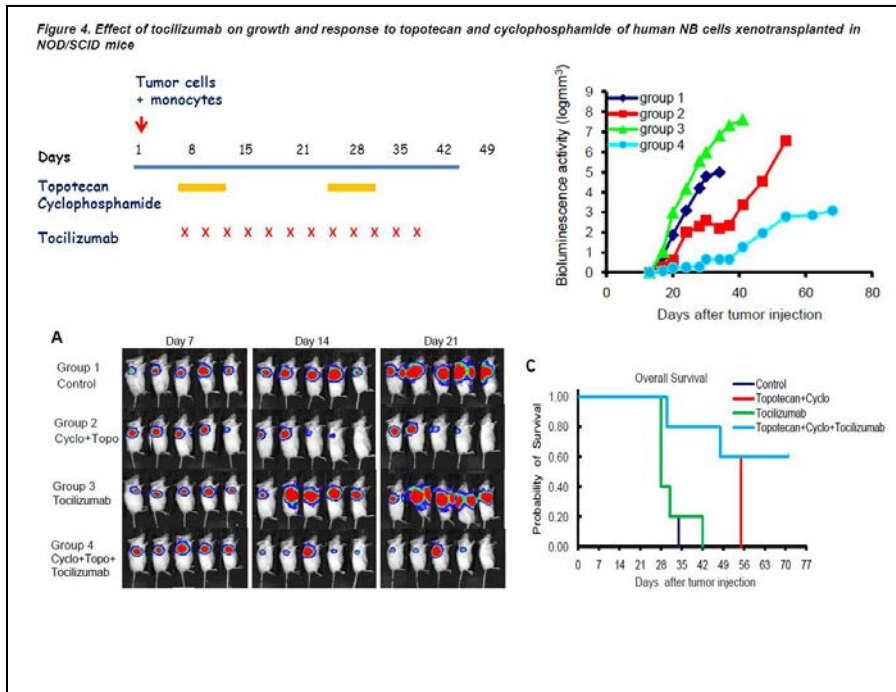 Figure 4. Effect of tocilizumab on growth and response to topotecan and cyclophosphamide of human NB cells xenotransplanted in
NOD/SCID mice
Tumor cells
+ monocytes
Days
1 8 15 21 28 35 42 49
Topotecan
Cyclophosphamide
Tocilizumab
X X X X X X X X X X X X
Bioluminescence activity (logmm³)
9
8
7
6
5
4
3
2
1
0
group 1
group 2
group 3
group 4
0 20 40 60 80
Days after tumor injection
A
Day 7 Day 14 Day 21
Group 1
Control
Group 2
Cyclo+Topo
Group 3
Tocilizumab
Group 4
Cyclo+Topo+
Tocilizumab
C
Overall Survival
Control
Topotecan+Cyclo
Tocilizumab
Topotecan+Cyclo+Tocilizumab
Probability of Survival
1.00
0.80
0.60
0.40
0.20
0.00
0 7 14 21 28 35 42 49 56 63 70 77
Days after tumor injection